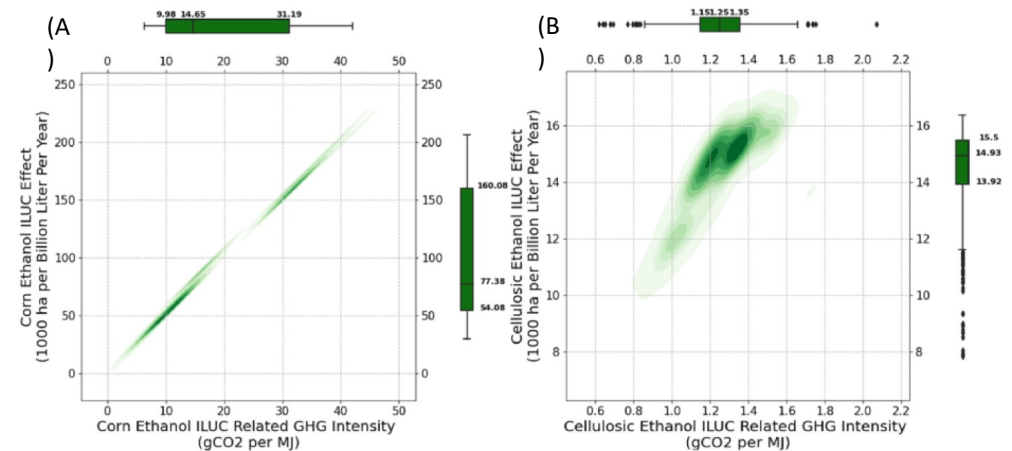 (A
)
9.98 14.65 31.19
0 10 20 30 40 50
250
200
150
100
50
0
250
200
150
100
50
0
160.08
77.38
54.08
Corn Ethanol ILUC Effect
(1000 ha per Billion Liter Per Year)
0 10 20 30 40 50
Corn Ethanol ILUC Related GHG Intensity
(gCO2 per MJ)
(B
)
1.15 1.25 1.35
0.6 0.8 1.0 1.2 1.4 1.6 1.8 2.0 2.2
16
14
12
10
8
16
14
12
10
8
15.5
14.93
13.92
Cellulosic Ethanol ILUC Effect
(1000 ha per Billion Liter Per Year)
0.6 0.8 1.0 1.2 1.4 1.6 1.8 2.0 2.2
Cellulosic Ethanol ILUC Related GHG Intensity
(gCO2 per MJ)